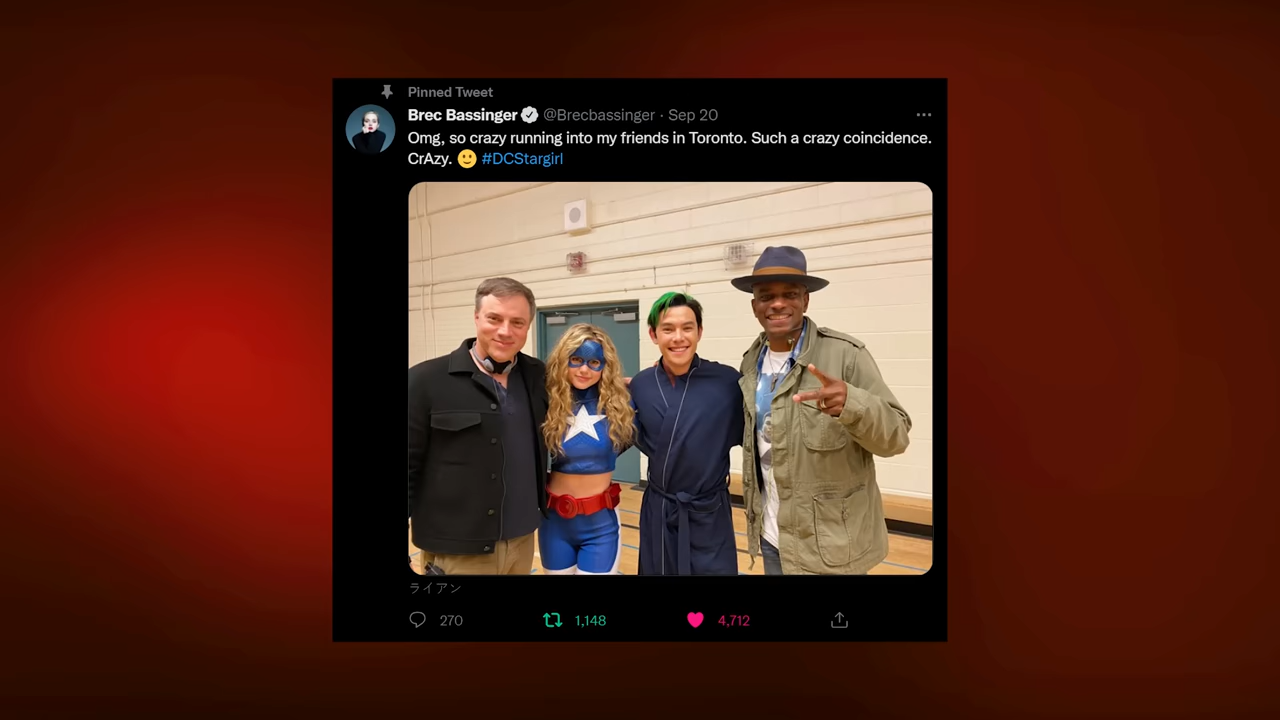 Pinned Tweet
Brec Bassinger @Brecbassinger · Sep 20
Omg, so crazy running into my friends in Toronto. Such a crazy coincidence.
CrAzy. 🙂 #DCStargirl
ライアン
270 1,148 4,712